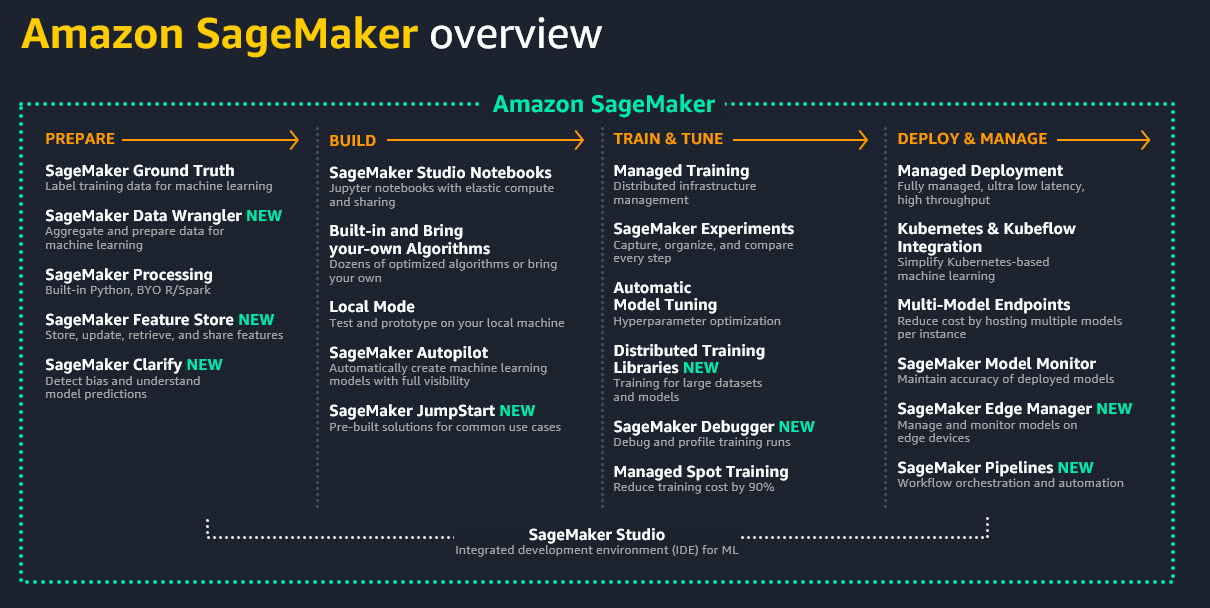 Amazon SageMaker overview
Amazon SageMaker
PREPARE
SageMaker Ground Truth
Label training data for machine learning
SageMaker Data Wrangler NEW
Aggregate and prepare data for
machine learning
SageMaker Processing
Built-in Python, BYO R/Spark
SageMaker Feature Store NEW
Store, update, retrieve, and share features
SageMaker Clarify NEW
Detect bias and understand
model predictions
BUILD
SageMaker Studio Notebooks
Jupyter notebooks with elastic compute
and sharing
Built-in and Bring
your-own Algorithms
Dozens of optimized algorithms or bring
your own
Local Mode
Test and prototype on your local machine
SageMaker Autopilot
Automatically create machine learning
models with full visibility
SageMaker JumpStart NEW
Pre-built solutions for common use cases
TRAIN & TUNE
Managed Training
Distributed infrastructure
management
SageMaker Experiments
Capture, organize, and compare
every step
Automatic
Model Tuning
Hyperparameter optimization
Distributed Training
Libraries NEW
Training for large datasets
and models
SageMaker Debugger NEW
Debug and profile training runs
Managed Spot Training
Reduce training cost by 90%
DEPLOY & MANAGE
Managed Deployment
Fully managed, ultra low latency,
high throughput
Kubernetes & Kubeflow
Integration
Simplify Kubernetes-based
machine learning
Multi-Model Endpoints
Reduce cost by hosting multiple models
per instance
SageMaker Model Monitor
Maintain accuracy of deployed models
SageMaker Edge Manager NEW
Manage and monitor models on
edge devices
SageMaker Pipelines NEW
Workflow orchestration and automation
SageMaker Studio
Integrated development environment (IDE) for ML